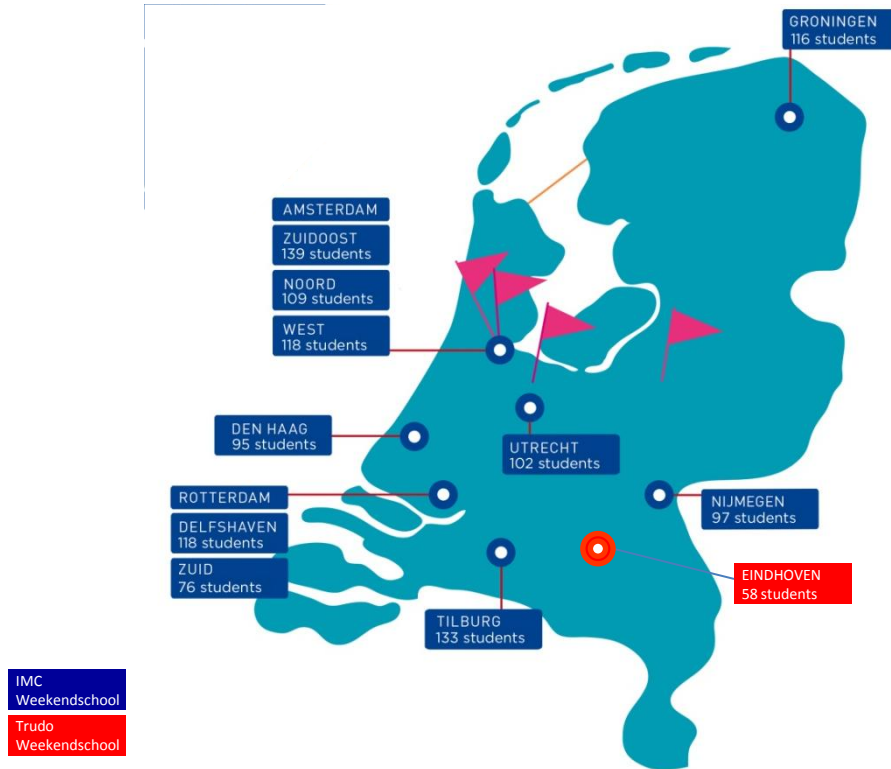 GRONINGEN
116 students
AMSTERDAM
ZUIDOOST
139 students
NOORD
109 students
WEST
118 students
DEN HAAG
95 students
UTRECHT
102 students
ROTTERDAM
DELFSHAVEN
118 students
ZUID
76 students
NIJMEGEN
97 students
EINDHOVEN
58 students
TILBURG
133 students
IMC
Weekendschool
Trudo
Weekendschool